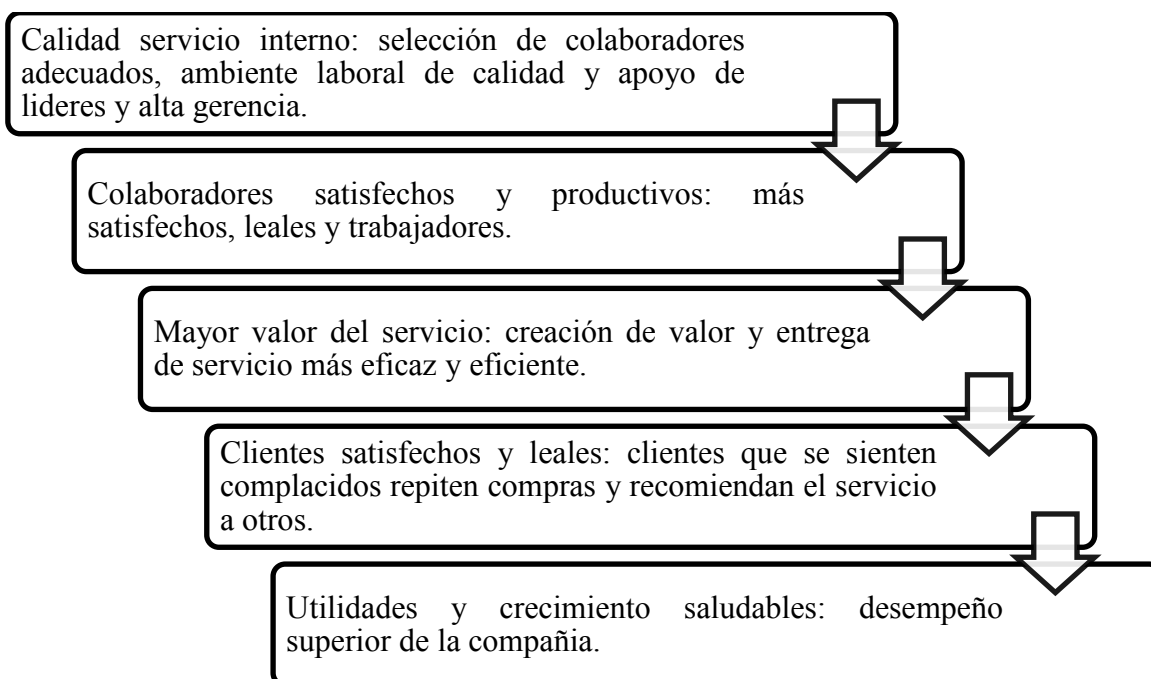 Calidad servicio interno: selección de colaboradores
adecuados, ambiente laboral de calidad y apoyo de
lideres y alta gerencia.
Colaboradores satisfechos y productivos: más
satisfechos, leales y trabajadores.
Mayor valor del servicio: creación de valor y entrega
de servicio más eficaz y eficiente.
Clientes satisfechos y leales: clientes que se sienten
complacidos repiten compras y recomiendan el servicio
a otros.
Utilidades y crecimiento saludables: desempeño
superior de la compañia.